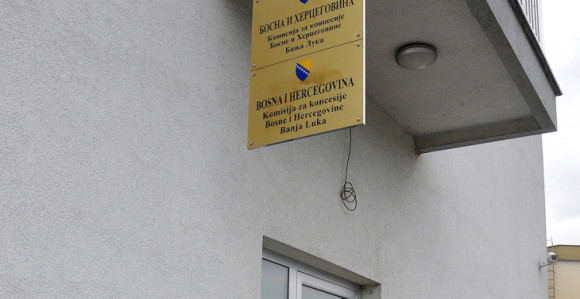 БОСНА И ХЕРЦЕГОВИНА
Комисија за концесије
Босне и Херцеговине
Бања Лука
BOSNA I HERCEGOVINA
Komisija za koncesije
Bosne i Hercegovine
Banja Luka